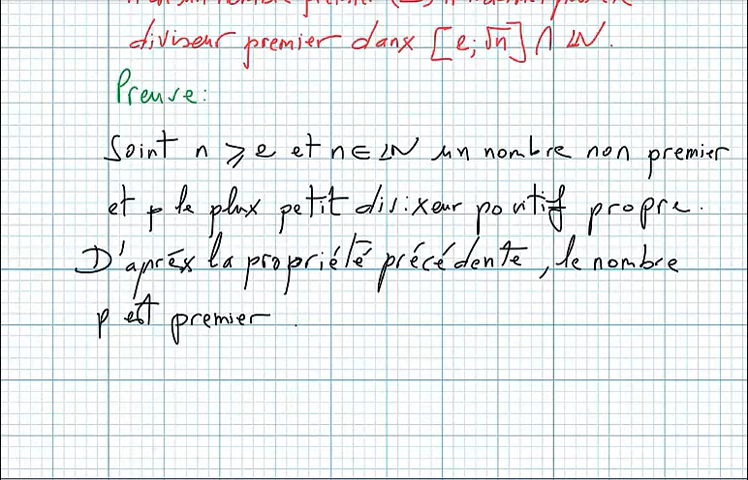 diviseur premier dans [2; √n] ∩ ℕ.
Preuve:
Soint n ⩾ 2 et n ∈ ℕ un nombre non premier
et p le plus petit diviseur positif propre.
D'après la propriété précédente, le nombre
p est premier.